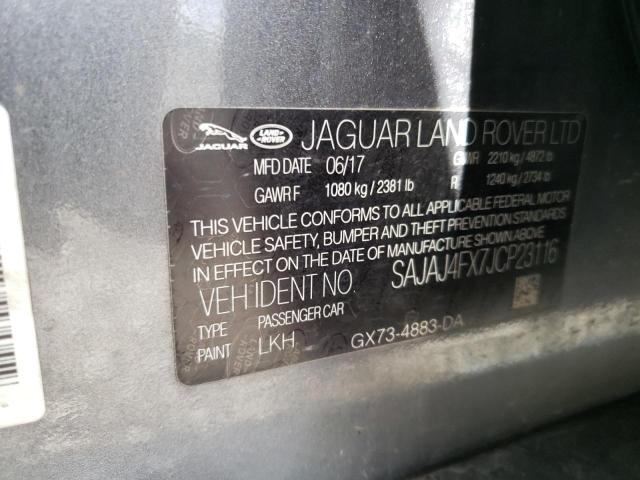 JAGUAR LAND-ROVER JAGUAR LAND ROVER LTD
MFD DATE 06/17 GVWR 2210 kg / 4872 lb
GAWR F 1080 kg / 2381 lb R 1240 kg / 2734 lb
THIS VEHICLE CONFORMS TO ALL APPLICABLE FEDERAL MOTOR
VEHICLE SAFETY, BUMPER AND THEFT PREVENTION STANDARDS
IN EFFECT ON THE DATE OF MANUFACTURE SHOWN ABOVE
VEH IDENT NO. SAJAJ4FX7JCP23116
TYPE PASSENGER CAR
PAINT LKH GX73-4883-DA